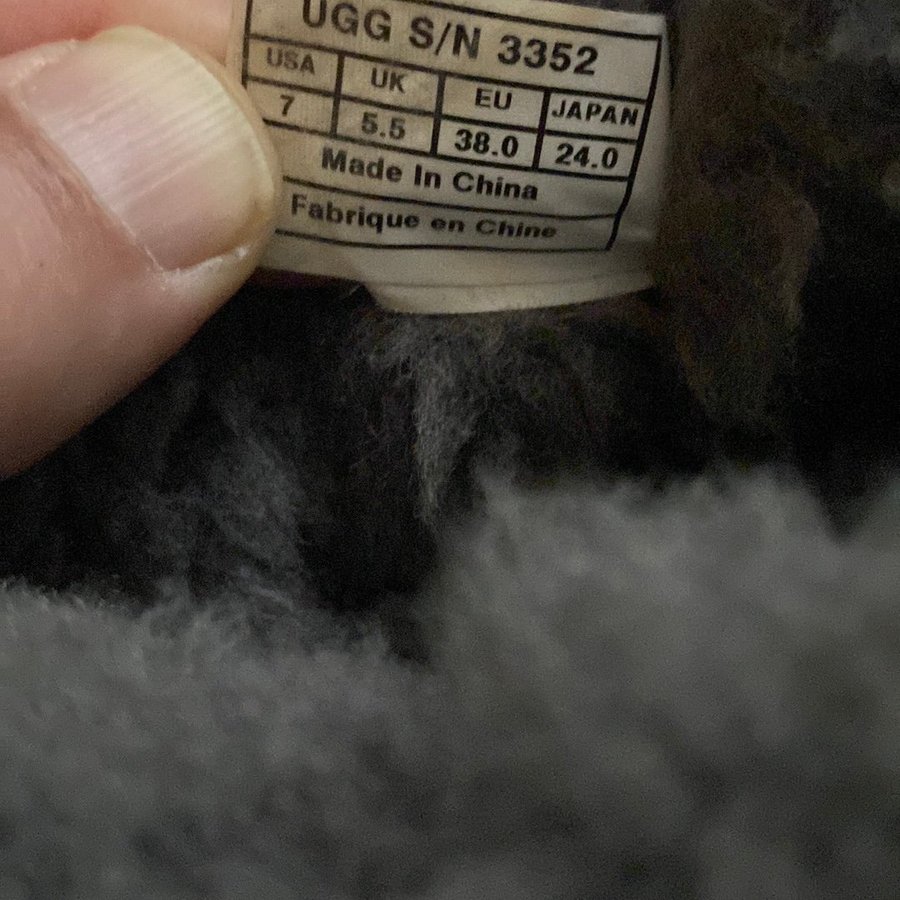 UGG S/N 3352
USA UK EU JAPAN
7 5.5 38.0 24.0
Made In China
Fabrique en Chine